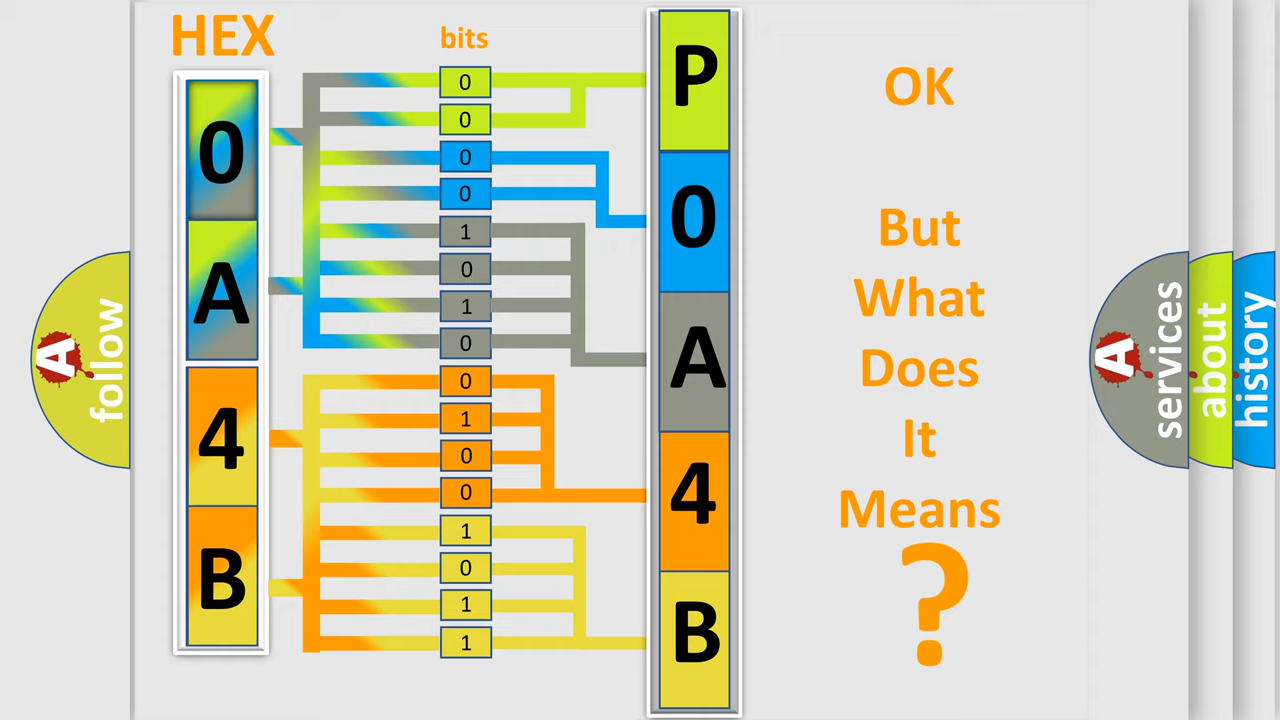 HEX
bits
0
A
4
B
0
0
0
0
1
0
1
0
0
1
0
0
1
0
1
1
P
0
A
4
B
OK
But
What
Does
It
Means
?
A
follow
A
services
about
history